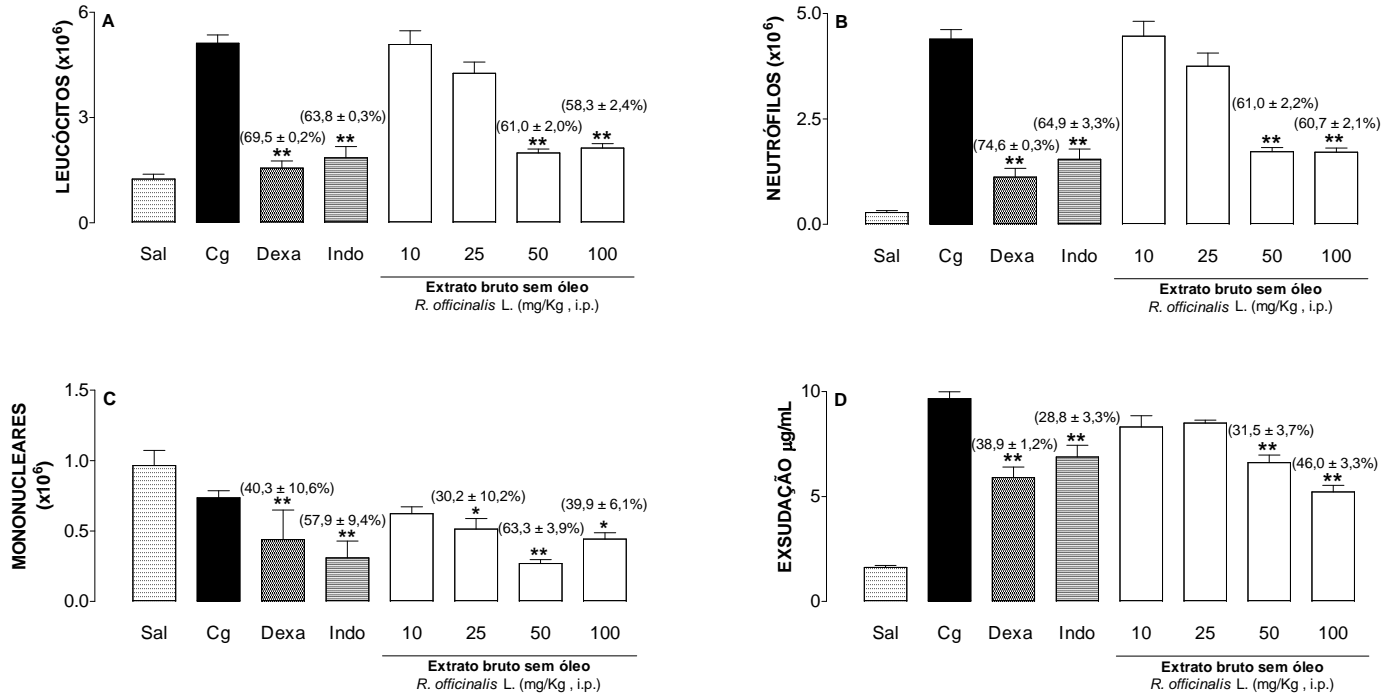 A
LEUCÓCITOS (x10⁶)
6
3
0
(69,5 ± 0,2%)
**
(63,8 ± 0,3%)
**
(61,0 ± 2,0%)
**
(58,3 ± 2,4%)
**
Sal Cg Dexa Indo 10 25 50 100
Extrato bruto sem óleo
R. officinalis L. (mg/Kg , i.p.)
B
NEUTRÓFILOS (x10⁶)
5.0
2.5
0.0
(74,6 ± 0,3%)
**
(64,9 ± 3,3%)
**
(61,0 ± 2,2%)
**
(60,7 ± 2,1%)
**
Sal Cg Dexa Indo 10 25 50 100
Extrato bruto sem óleo
R. officinalis L. (mg/Kg , i.p.)
C
MONONUCLEARES
(x10⁶)
1.5
1.0
0.5
0.0
(40,3 ± 10,6%)
**
(57,9 ± 9,4%)
**
(30,2 ± 10,2%)
*
(63,3 ± 3,9%)
**
(39,9 ± 6,1%)
*
Sal Cg Dexa Indo 10 25 50 100
Extrato bruto sem óleo
R. officinalis L. (mg/Kg , i.p.)
D
EXSUDAÇÃO µg/mL
10
5
0
(38,9 ± 1,2%)
**
(28,8 ± 3,3%)
**
(31,5 ± 3,7%)
**
(46,0 ± 3,3%)
**
Sal Cg Dexa Indo 10 25 50 100
Extrato bruto sem óleo
R. officinalis L. (mg/Kg , i.p.)